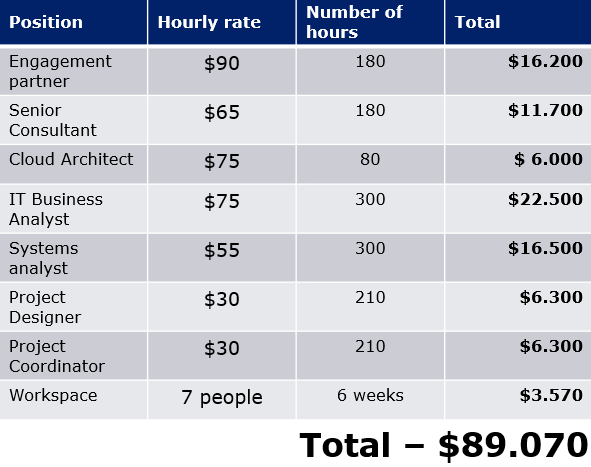 Position Hourly rate Number of hours Total
Engagement partner $90 180 $16.200
Senior Consultant $65 180 $11.700
Cloud Architect $75 80 $ 6.000
IT Business Analyst $75 300 $22.500
Systems analyst $55 300 $16.500
Project Designer $30 210 $6.300
Project Coordinator $30 210 $6.300
Workspace 7 people 6 weeks $3.570
Total – $89.070